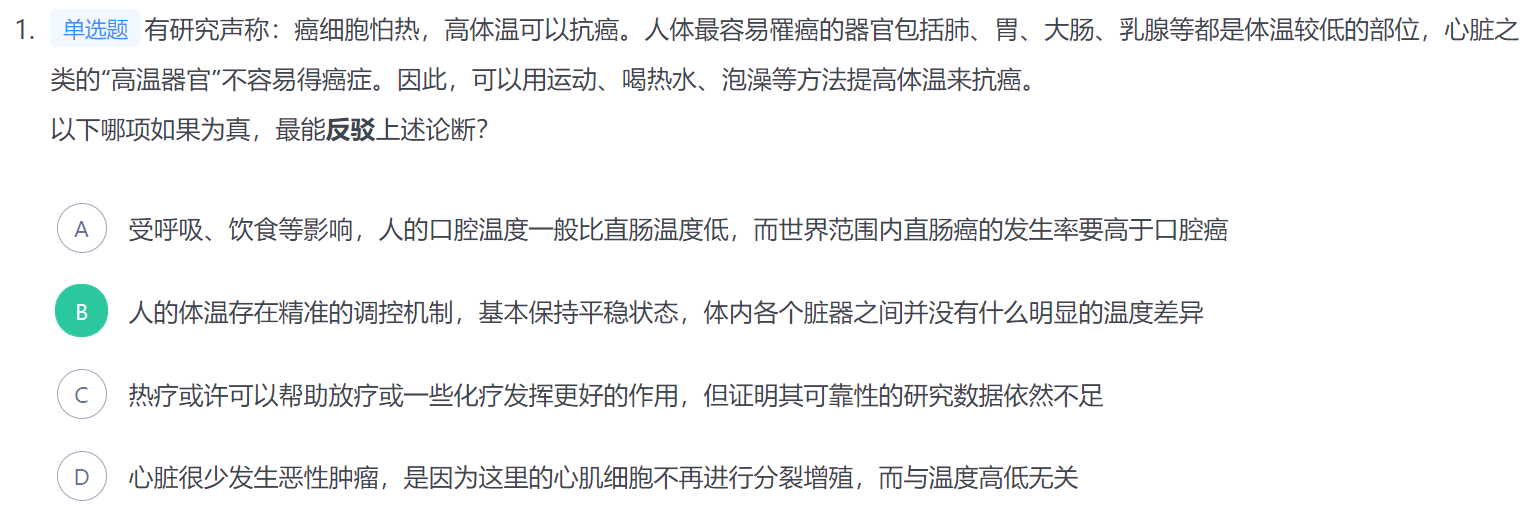 1. 单选题 有研究声称：癌细胞怕热，高体温可以抗癌。人体最容易罹癌的器官包括肺、胃、大肠、乳腺等都是体温较低的部位，心脏之
类的“高温器官”不容易得癌症。因此，可以用运动、喝热水、泡澡等方法提高体温来抗癌。
以下哪项如果为真，最能反驳上述论断？
A 受呼吸、饮食等影响，人的口腔温度一般比直肠温度低，而世界范围内直肠癌的发生率要高于口腔癌
B 人的体温存在精准的调控机制，基本保持平稳状态，体内各个脏器之间并没有什么明显的温度差异
C 热疗或许可以帮助放疗或一些化疗发挥更好的作用，但证明其可靠性的研究数据依然不足
D 心脏很少发生恶性肿瘤，是因为这里的心肌细胞不再进行分裂增殖，而与温度高低无关